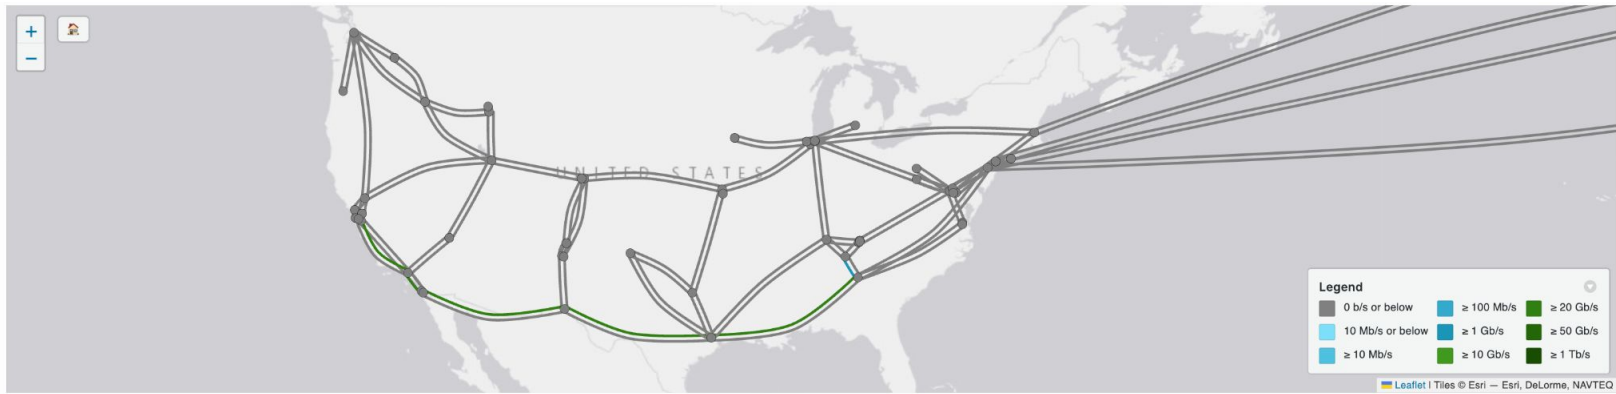 +
−
UNITED STATES
Legend
0 b/s or below
10 Mb/s or below
≥ 10 Mb/s
≥ 100 Mb/s
≥ 1 Gb/s
≥ 10 Gb/s
≥ 20 Gb/s
≥ 50 Gb/s
≥ 1 Tb/s
Leaflet | Tiles © Esri — Esri, DeLorme, NAVTEQ